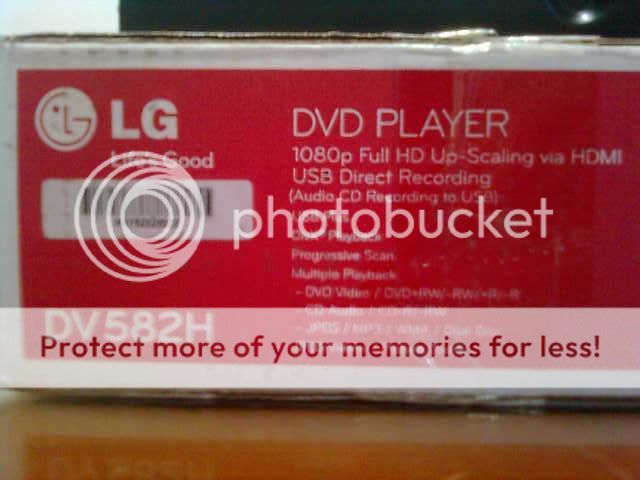 LG
Life's Good
DV582H
DVD PLAYER
1080p Full HD Up-Scaling via HDMI
USB Direct Recording
(Audio CD Recording to USB)
Playback
Progressive Scan
Multiple Playback
- DVD Video / DVD+RW/-RW/+R/-R
- CD Audio / CD-R/-RW
- JPEG / MP3 / WMA / Dual
photobucket
Protect more of your memories for less!